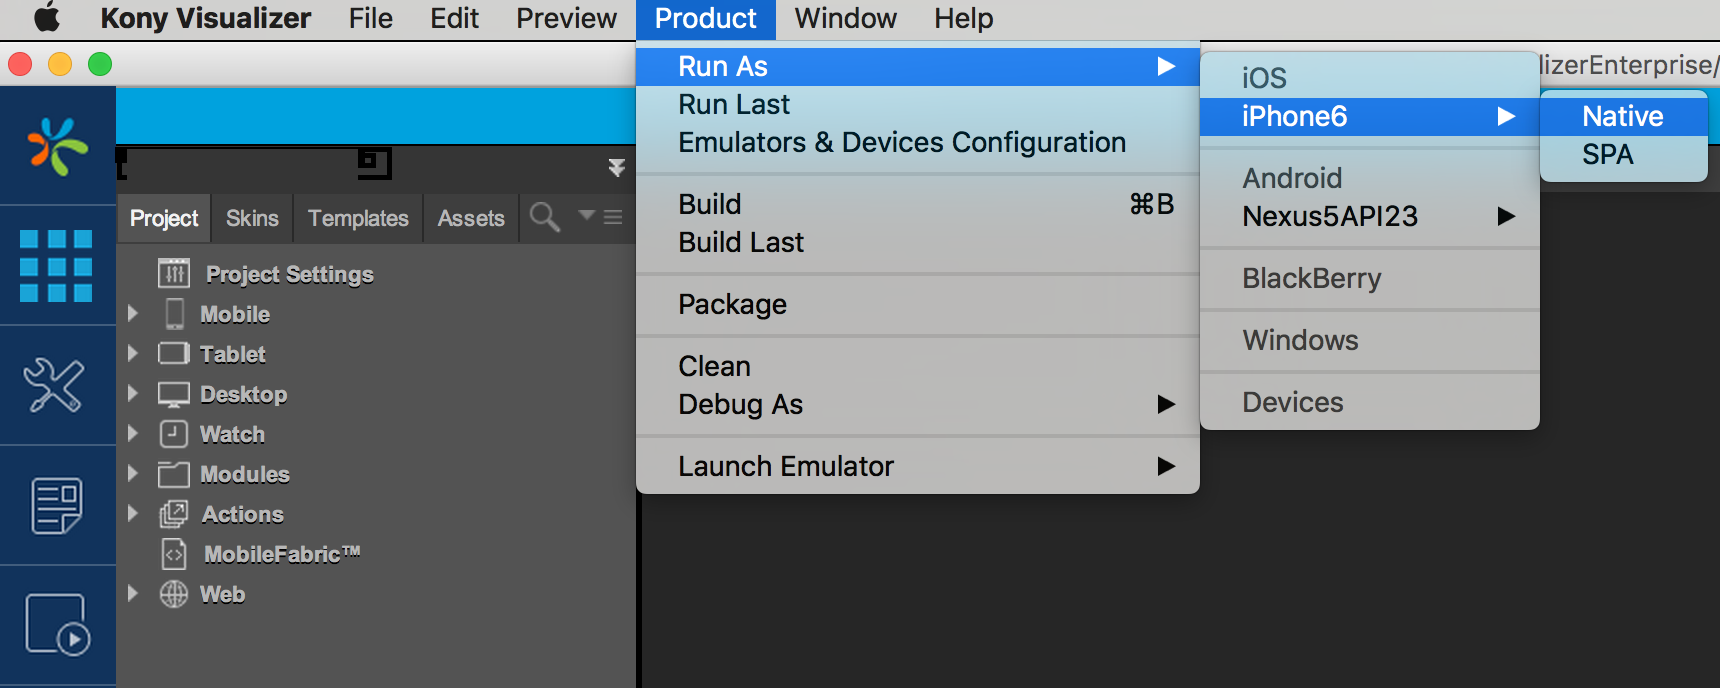 Kony Visualizer File Edit Preview Product Window Help
lizerEnterprise/
Run As
Run Last
Emulators & Devices Configuration
Build ⌘B
Build Last
Package
Clean
Debug As
Launch Emulator
iOS
iPhone6
Android
Nexus5API23
BlackBerry
Windows
Devices
Native
SPA
Project Skins Templates Assets
Project Settings
Mobile
Tablet
Desktop
Watch
Modules
Actions
MobileFabric™
Web